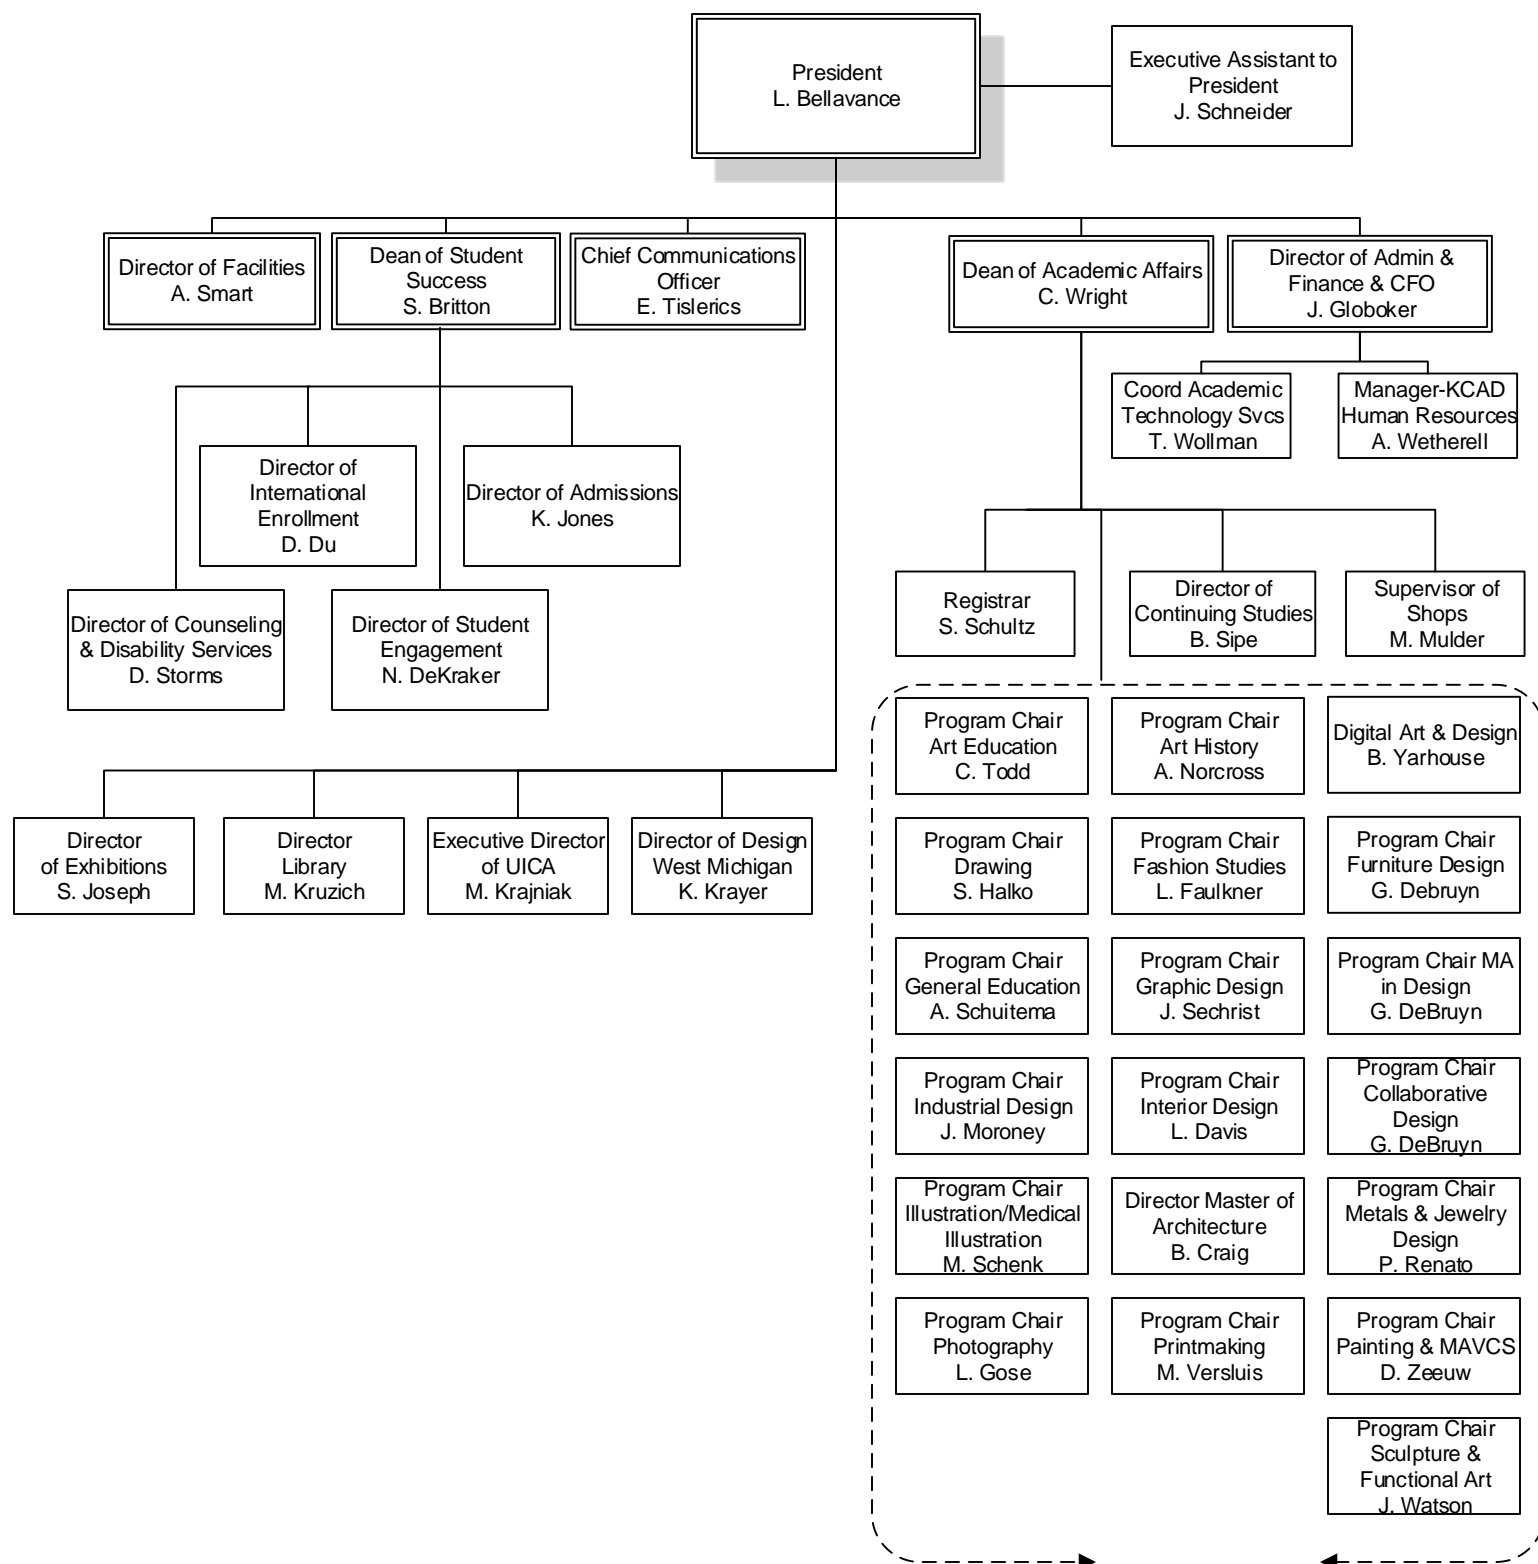 President
L. Bellavance
Executive Assistant to
President
J. Schneider
Director of Facilities
A. Smart
Dean of Student
Success
S. Britton
Chief Communications
Officer
E. Tislerics
Dean of Academic Affairs
C. Wright
Director of Admin &
Finance & CFO
J. Globoker
Coord Academic
Technology Svcs
T. Wollman
Manager-KCAD
Human Resources
A. Wetherell
Director of
International
Enrollment
D. Du
Director of Admissions
K. Jones
Director of Counseling
& Disability Services
D. Storms
Director of Student
Engagement
N. DeKraker
Registrar
S. Schultz
Director of
Continuing Studies
B. Sipe
Supervisor of
Shops
M. Mulder
Director
of Exhibitions
S. Joseph
Director
Library
M. Kruzich
Executive Director
of UICA
M. Krajniak
Director of Design
West Michigan
K. Krayer
Program Chair
Art Education
C. Todd
Program Chair
Art History
A. Norcross
Digital Art & Design
B. Yarhouse
Program Chair
Drawing
S. Halko
Program Chair
Fashion Studies
L. Faulkner
Program Chair
Furniture Design
G. Debruyn
Program Chair
General Education
A. Schuitema
Program Chair
Graphic Design
J. Sechrist
Program Chair MA
in Design
G. DeBruyn
Program Chair
Industrial Design
J. Moroney
Program Chair
Interior Design
L. Davis
Program Chair
Collaborative
Design
G. DeBruyn
Program Chair
Illustration/Medical
Illustration
M. Schenk
Director Master of
Architecture
B. Craig
Program Chair
Metals & Jewelry
Design
P. Renato
Program Chair
Photography
L. Gose
Program Chair
Printmaking
M. Versluis
Program Chair
Painting & MAVCS
D. Zeeuw
Program Chair
Sculpture &
Functional Art
J. Watson